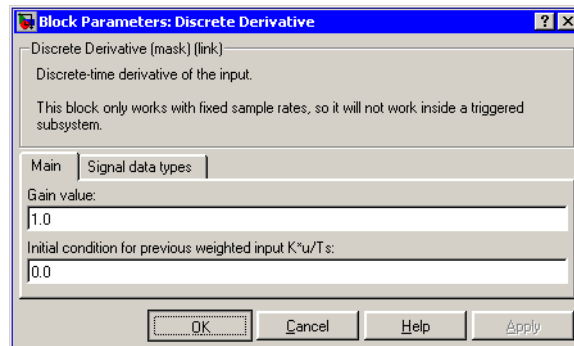 Block Parameters: Discrete Derivative
Discrete Derivative (mask) (link)
Discrete-time derivative of the input.
This block only works with fixed sample rates, so it will not work inside a triggered
subsystem.
Main Signal data types
Gain value:
1.0
Initial condition for previous weighted input K*u/Ts:
0.0
OK Cancel Help Apply